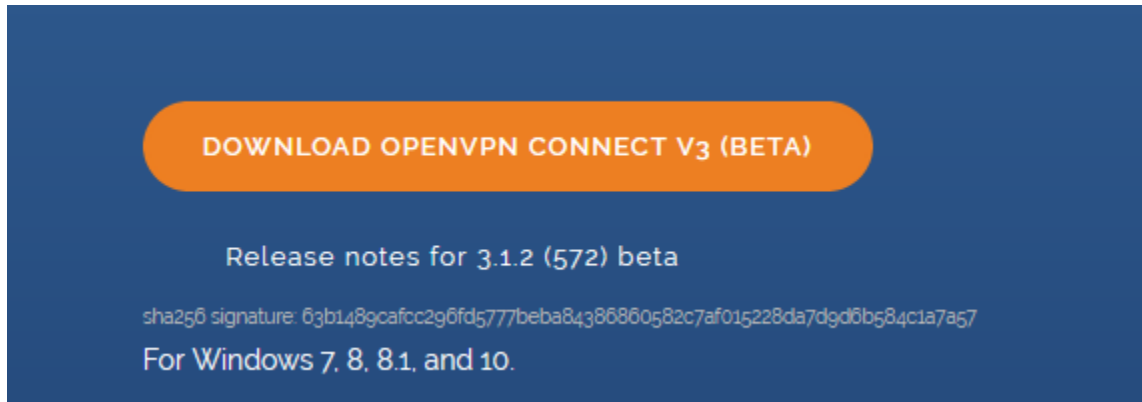 DOWNLOAD OPENVPN CONNECT V3 (BETA)
Release notes for 3.1.2 (572) beta
sha256 signature: 63b1489cafcc296fd5777beba84386860582c7af015228da7d9d6b584c1a7a57
For Windows 7, 8, 8.1, and 10.